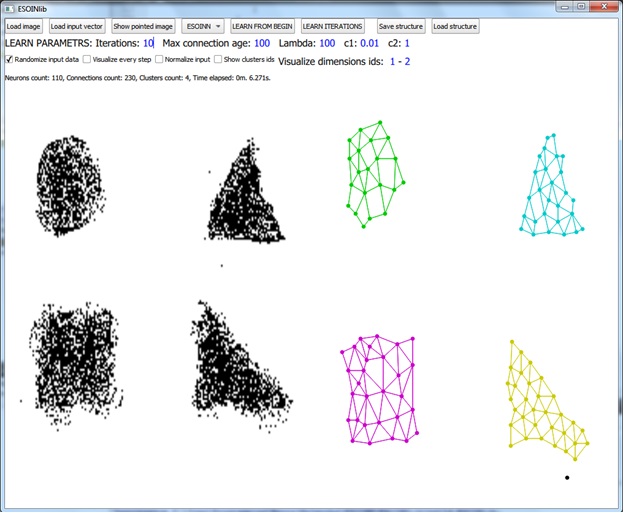 ESOINlib
Load image Load input vector Show pointed image ESOINN LEARN FROM BEGIN LEARN ITERATIONS Save structure Load structure
LEARN PARAMETRS: Iterations: 10 Max connection age: 100 Lambda: 100 c1: 0.01 c2: 1
Randomize input data Visualize every step Normalize input Show clusters ids Visualize dimensions ids: 1 - 2
Neurons count: 110, Connections count: 230, Clusters count: 4, Time elapsed: 0m. 6.271s.